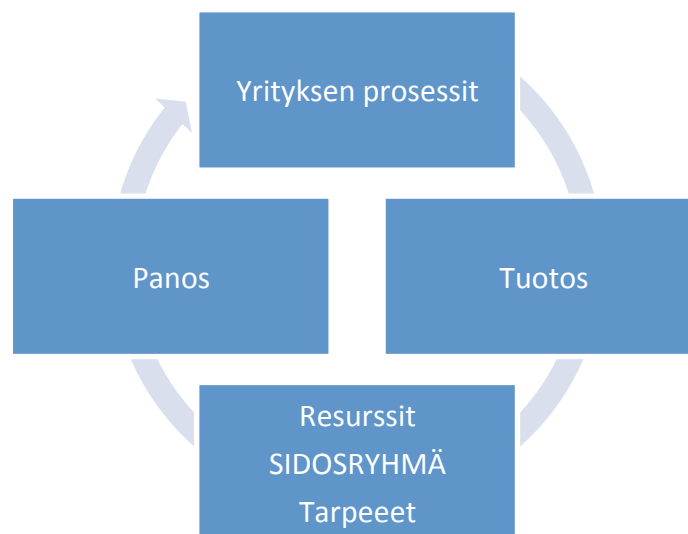 Yrityksen prosessit
Panos
Tuotos
Resurssit
SIDOSRYHMÄ
Tarpeeet